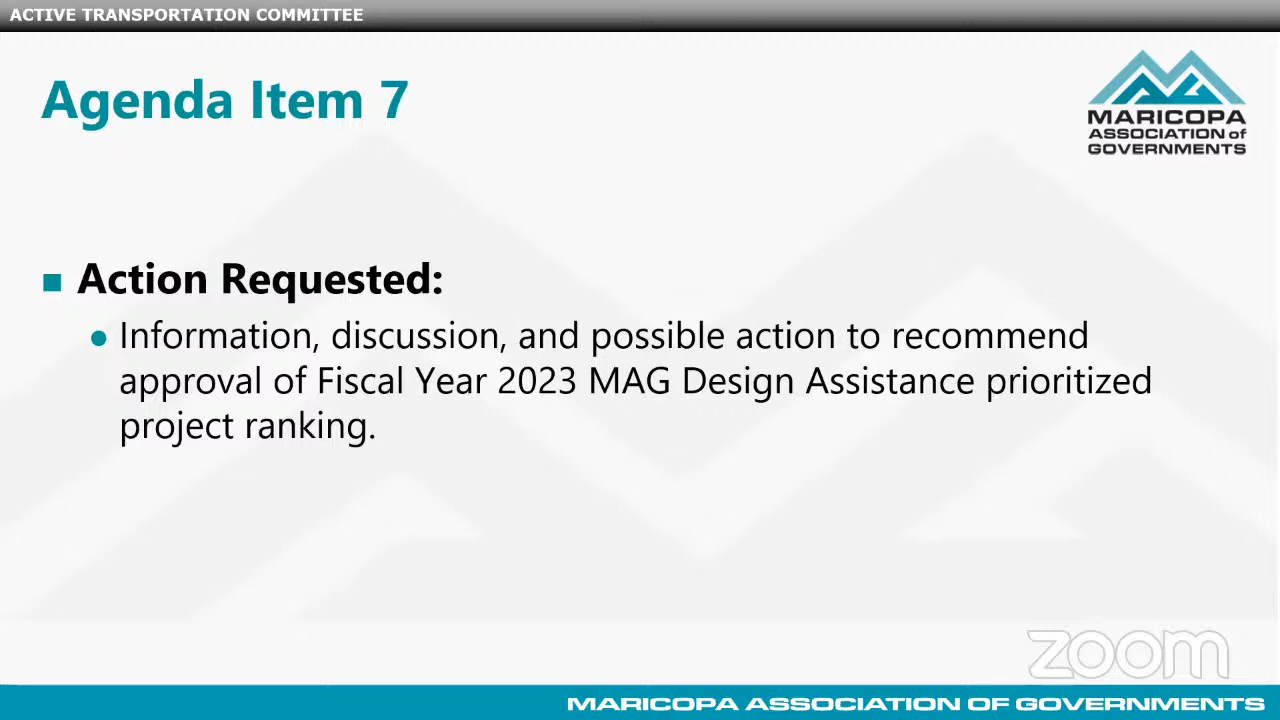 ACTIVE TRANSPORTATION COMMITTEE
Agenda Item 7
MARICOPA
ASSOCIATION of
GOVERNMENTS
Action Requested:
Information, discussion, and possible action to recommend
approval of Fiscal Year 2023 MAG Design Assistance prioritized
project ranking.
zoom
MARICOPA ASSOCIATION OF GOVERNMENTS